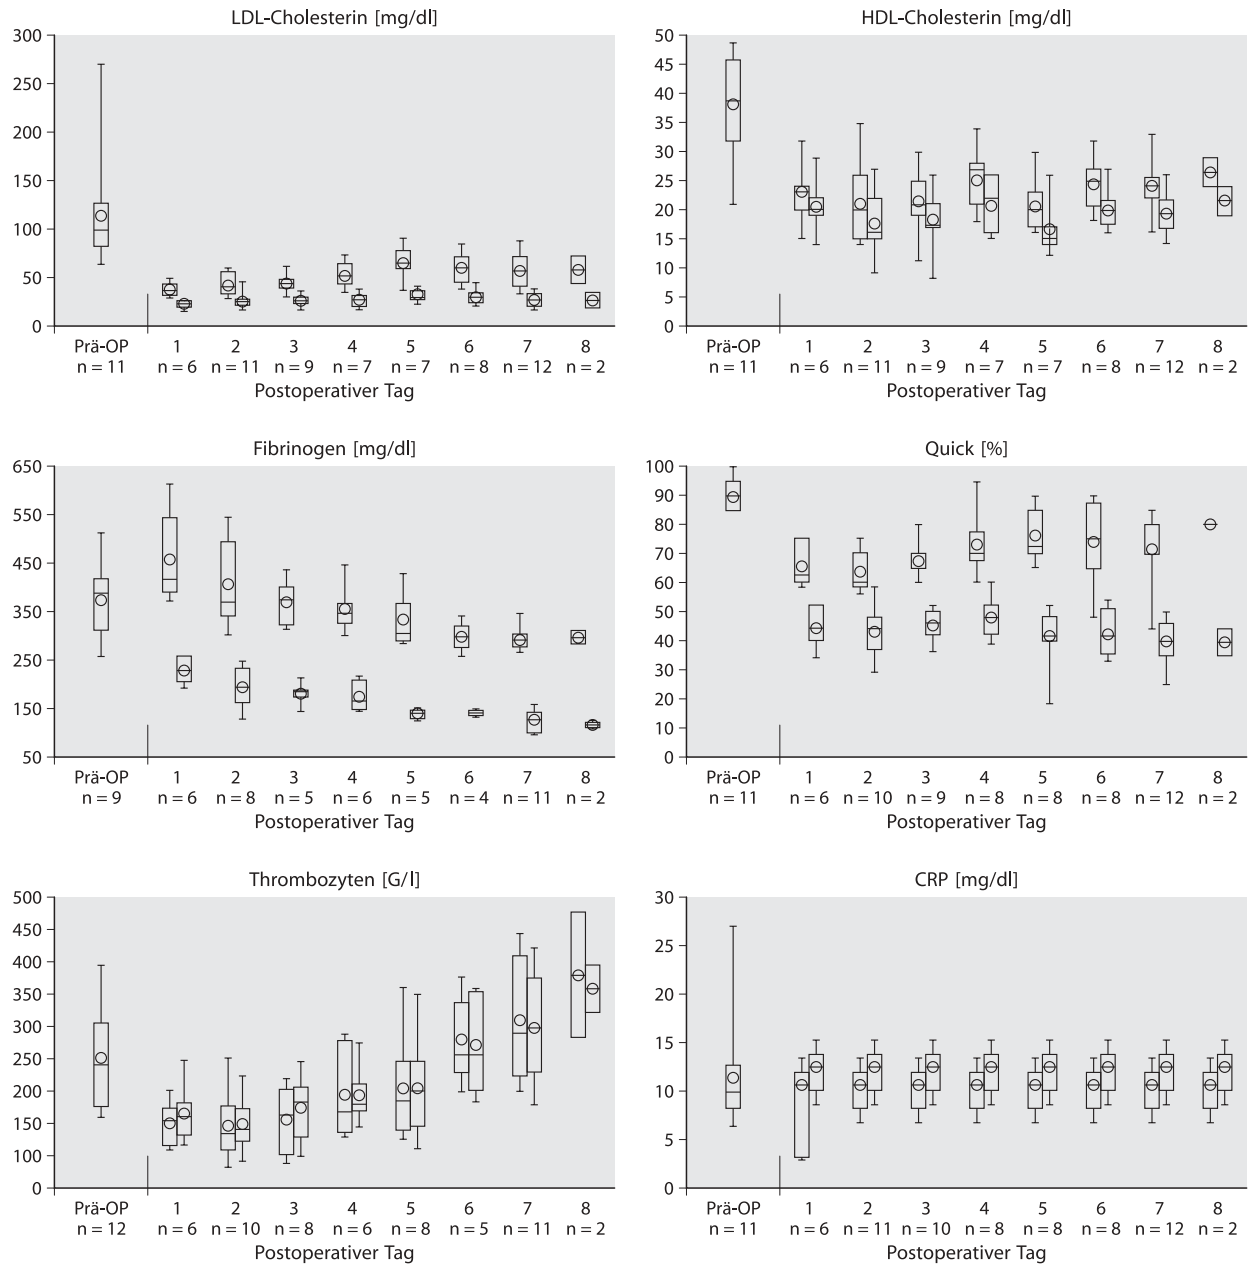 LDL-Cholesterin [mg/dl]
300
250
200
150
100
50
0
Prä-OP 1 2 3 4 5 6 7 8
n = 11 n = 6 n = 11 n = 9 n = 7 n = 7 n = 8 n = 12 n = 2
Postoperativer Tag
HDL-Cholesterin [mg/dl]
50
45
40
35
30
25
20
15
10
5
0
Prä-OP 1 2 3 4 5 6 7 8
n = 11 n = 6 n = 11 n = 9 n = 7 n = 7 n = 8 n = 12 n = 2
Postoperativer Tag
Fibrinogen [mg/dl]
650
450
350
250
150
50
Prä-OP 1 2 3 4 5 6 7 8
n = 9 n = 6 n = 8 n = 5 n = 6 n = 5 n = 4 n = 11 n = 2
Postoperativer Tag
Quick [%]
100
90
80
70
60
50
40
30
20
10
0
Prä-OP 1 2 3 4 5 6 7 8
n = 11 n = 6 n = 10 n = 9 n = 8 n = 8 n = 8 n = 12 n = 2
Postoperativer Tag
Thrombozyten [G/l]
500
450
400
350
300
250
200
150
100
50
0
Prä-OP 1 2 3 4 5 6 7 8
n = 12 n = 6 n = 10 n = 8 n = 6 n = 8 n = 5 n = 11 n = 2
Postoperativer Tag
CRP [mg/dl]
30
25
20
15
10
5
0
Prä-OP 1 2 3 4 5 6 7 8
n = 11 n = 6 n = 11 n = 10 n = 8 n = 8 n = 8 n = 12 n = 2
Postoperativer Tag